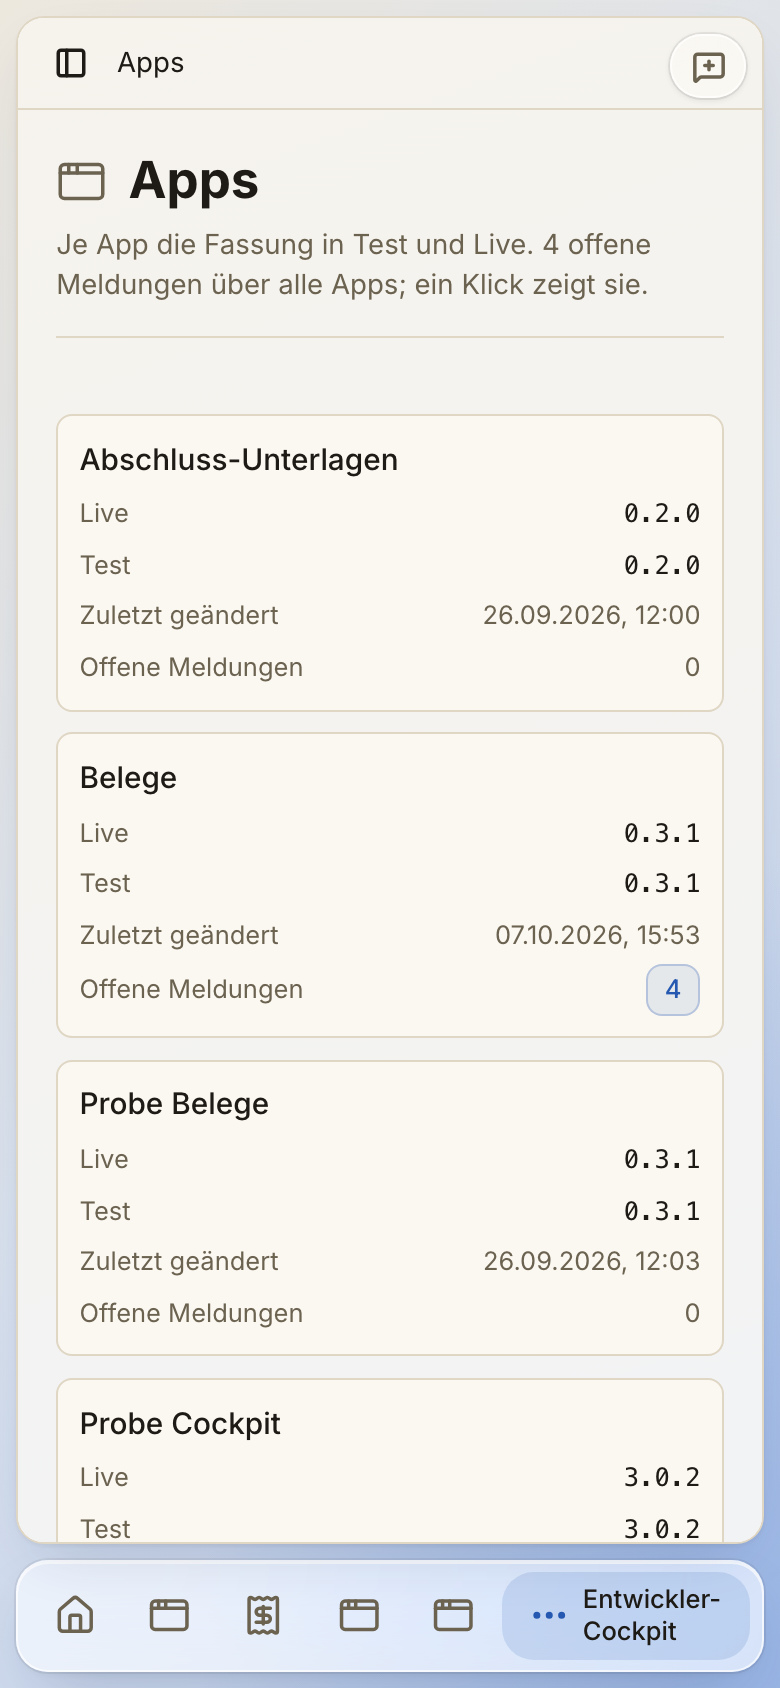 Apps
Apps
Je App die Fassung in Test und Live. 4 offene
Meldungen über alle Apps; ein Klick zeigt sie.
Abschluss-Unterlagen
Live 0.2.0
Test 0.2.0
Zuletzt geändert 26.09.2026, 12:00
Offene Meldungen 0
Belege
Live 0.3.1
Test 0.3.1
Zuletzt geändert 07.10.2026, 15:53
Offene Meldungen 4
Probe Belege
Live 0.3.1
Test 0.3.1
Zuletzt geändert 26.09.2026, 12:03
Offene Meldungen 0
Probe Cockpit
Live 3.0.2
Test 3.0.2
Entwickler-
Cockpit